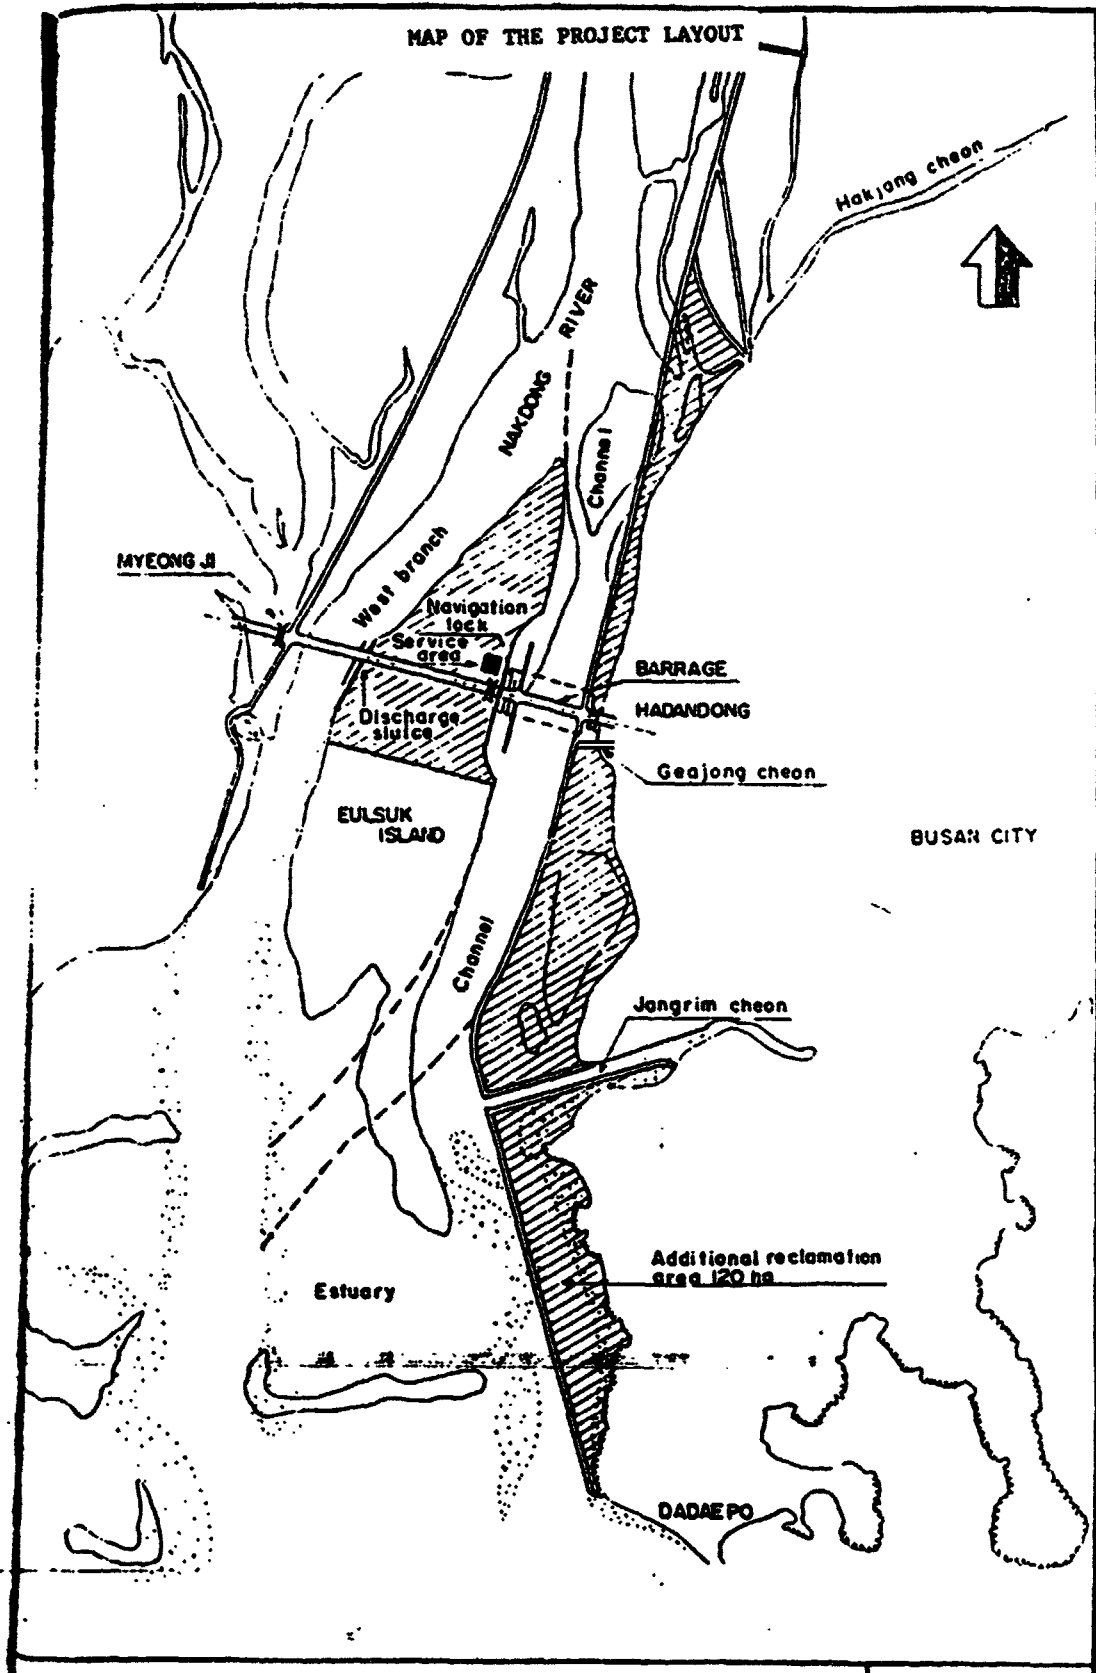 MAP OF THE PROJECT LAYOUT
Hakjong cheon
NAKDONG RIVER
Channel
MYEONG JI
West branch
Navigation
lock
Service
area
BARRAGE
HADANDONG
Discharge
sluice
Geajong cheon
EULSUK
ISLAND
BUSAN CITY
Channel
Jangrim cheon
Additional reclamation
area 120 ha
Estuary
DADAEPO